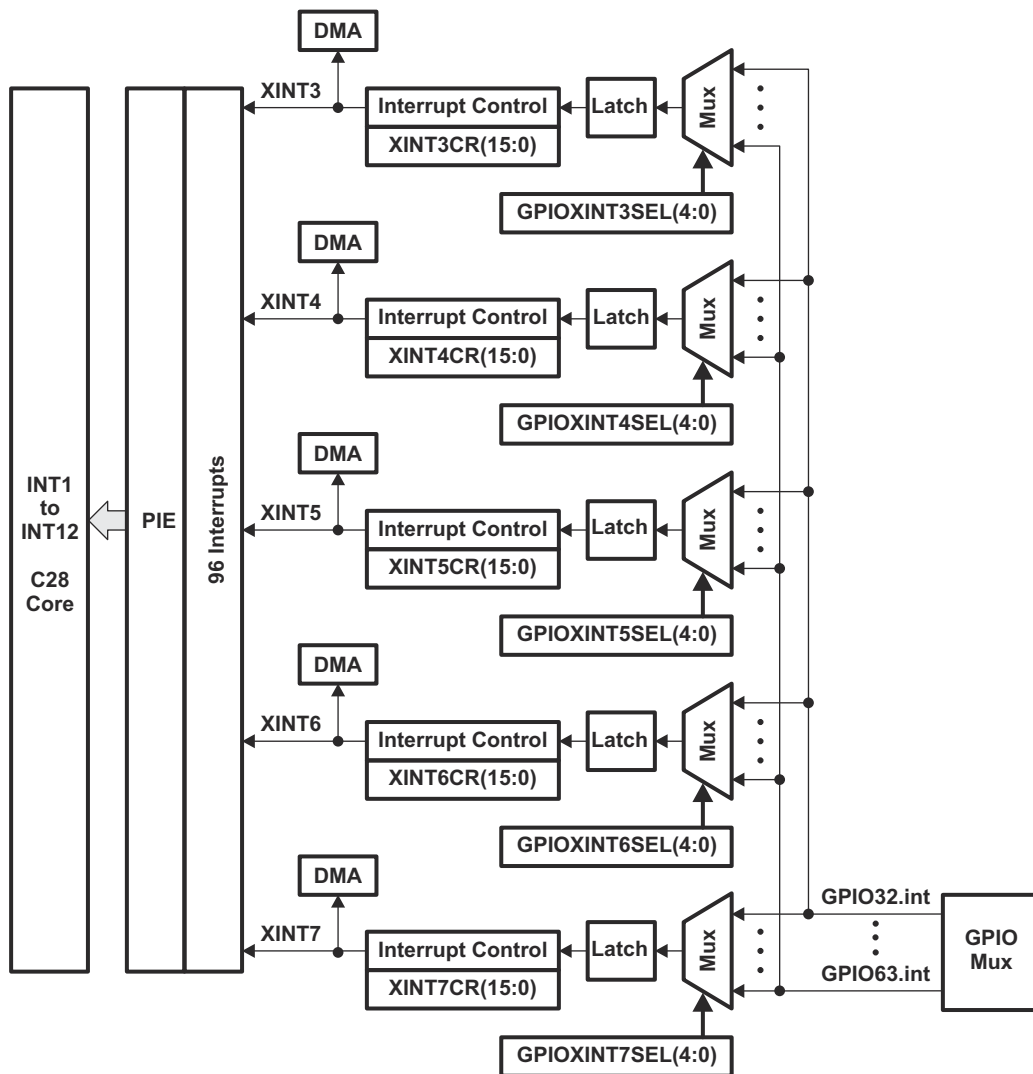 DMA
XINT3
Interrupt Control
XINT3CR(15:0)
Latch
Mux
GPIOXINT3SEL(4:0)
DMA
XINT4
Interrupt Control
XINT4CR(15:0)
Latch
Mux
GPIOXINT4SEL(4:0)
INT1
to
INT12
C28
Core
PIE
96 Interrupts
DMA
XINT5
Interrupt Control
XINT5CR(15:0)
Latch
Mux
GPIOXINT5SEL(4:0)
DMA
XINT6
Interrupt Control
XINT6CR(15:0)
Latch
Mux
GPIOXINT6SEL(4:0)
DMA
XINT7
Interrupt Control
XINT7CR(15:0)
Latch
Mux
GPIOXINT7SEL(4:0)
GPIO32.int
GPIO63.int
GPIO
Mux